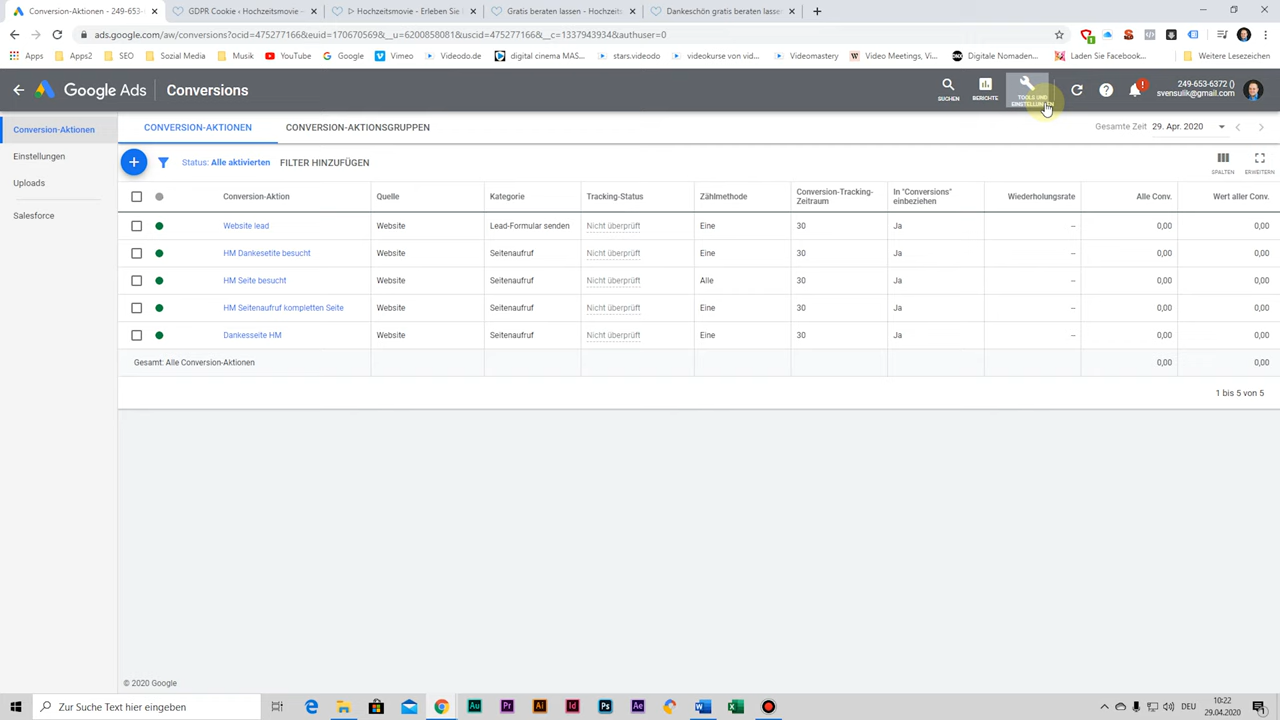 Conversion-Aktionen - 249-653-6
GDPR Cookie ‹ Hochzeitsmovie –
▷ Hochzeitsmovie - Erleben Sie I
Gratis beraten lassen - Hochzeits
Dankeschön gratis beraten lassen
ads.google.com/aw/conversions?ocid=475277166&euid=170670569&__u=6200858081&uscid=475277166&__c=1337943934&authuser=0
Apps
Apps2
SEO
Sozial Media
Musik
YouTube
Google
Vimeo
Videodo.de
digital cinema MAS...
stars.videodo
videokurse von vid...
Videomastery
Video Meetings, Vi...
Digitale Nomaden...
Laden Sie Facebook...
Weitere Lesezeichen
Google Ads
Conversions
SUCHEN
BERICHTE
TOOLS UND
EINSTELLUNGEN
249-653-6372 ()
svensulik@gmail.com
Conversion-Aktionen
Einstellungen
Uploads
Salesforce
CONVERSION-AKTIONEN
CONVERSION-AKTIONSGRUPPEN
Gesamte Zeit 29. Apr. 2020
Status: Alle aktivierten
FILTER HINZUFÜGEN
SPALTEN
ERWEITERN
Conversion-Aktion Quelle Kategorie Tracking-Status Zählmethode Conversion-Tracking-Zeitraum In "Conversions" einbeziehen Wiederholungsrate Alle Conv. Wert aller Conv.
Website lead Website Lead-Formular senden Nicht überprüft Eine 30 Ja – 0,00 0,00
HM Dankesetite besucht Website Seitenaufruf Nicht überprüft Eine 30 Ja – 0,00 0,00
HM Seite besucht Website Seitenaufruf Nicht überprüft Alle 30 Ja – 0,00 0,00
HM Seitenaufruf kompletten Seite Website Seitenaufruf Nicht überprüft Eine 30 Ja – 0,00 0,00
Dankesseite HM Website Seitenaufruf Nicht überprüft Eine 30 Ja – 0,00 0,00
Gesamt: Alle Conversion-Aktionen 0,00 0,00
1 bis 5 von 5
© 2020 Google
Zur Suche Text hier eingeben
DEU
10:22
29.04.2020